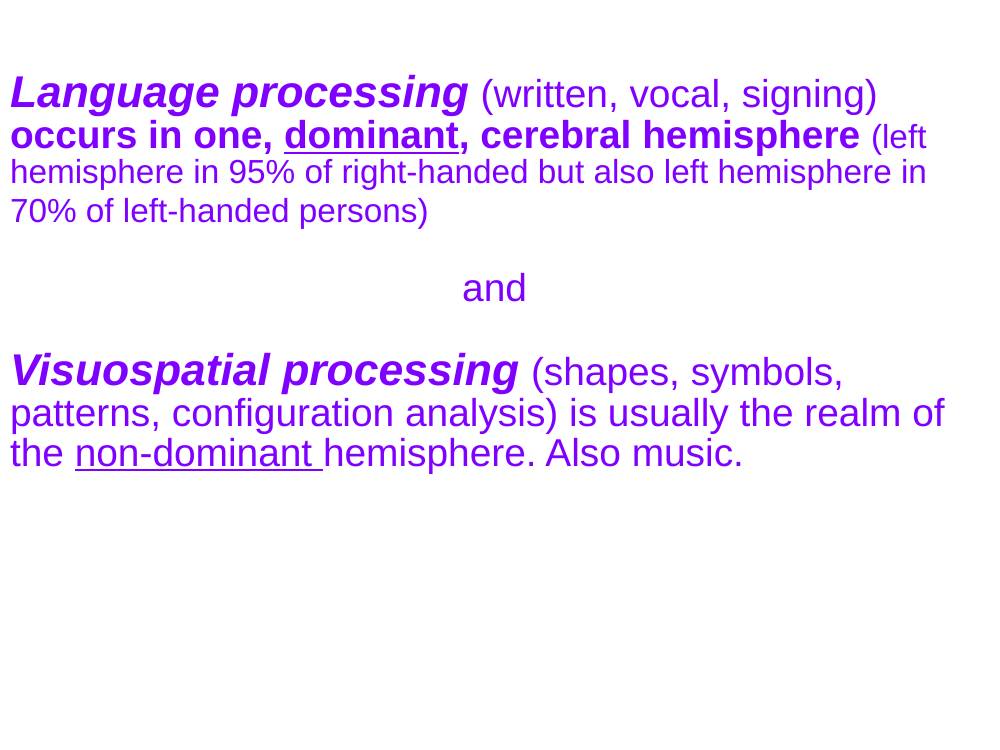 Language processing (written, vocal, signing)
occurs in one, dominant, cerebral hemisphere (left
hemisphere in 95% of right-handed but also left hemisphere in
70% of left-handed persons)
and
Visuospatial processing (shapes, symbols,
patterns, configuration analysis) is usually the realm of
the non-dominant hemisphere. Also music.